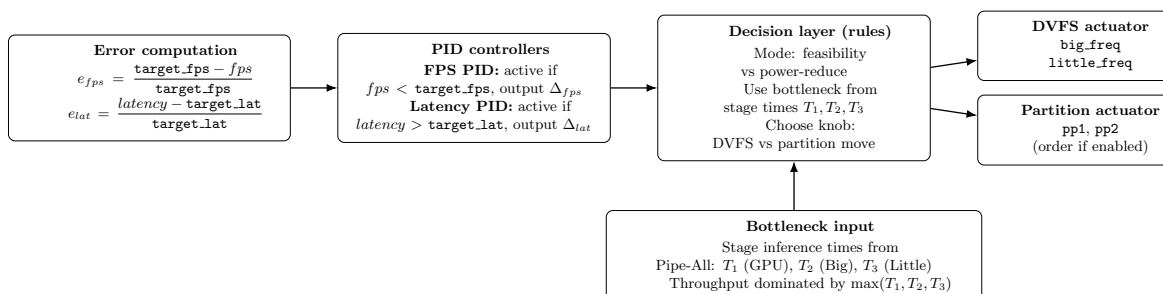 Error computation
e_fps = target_fps − fps / target_fps
e_lat = latency − target_lat / target_lat
PID controllers
FPS PID: active if
fps < target_fps, output Δ_fps
Latency PID: active if
latency > target_lat, output Δ_lat
Decision layer (rules)
Mode: feasibility
vs power-reduce
Use bottleneck from
stage times T₁, T₂, T₃
Choose knob:
DVFS vs partition move
DVFS actuator
big_freq
little_freq
Partition actuator
pp1, pp2
(order if enabled)
Bottleneck input
Stage inference times from
Pipe-All: T₁ (GPU), T₂ (Big), T₃ (Little)
Throughput dominated by max(T₁, T₂, T₃)